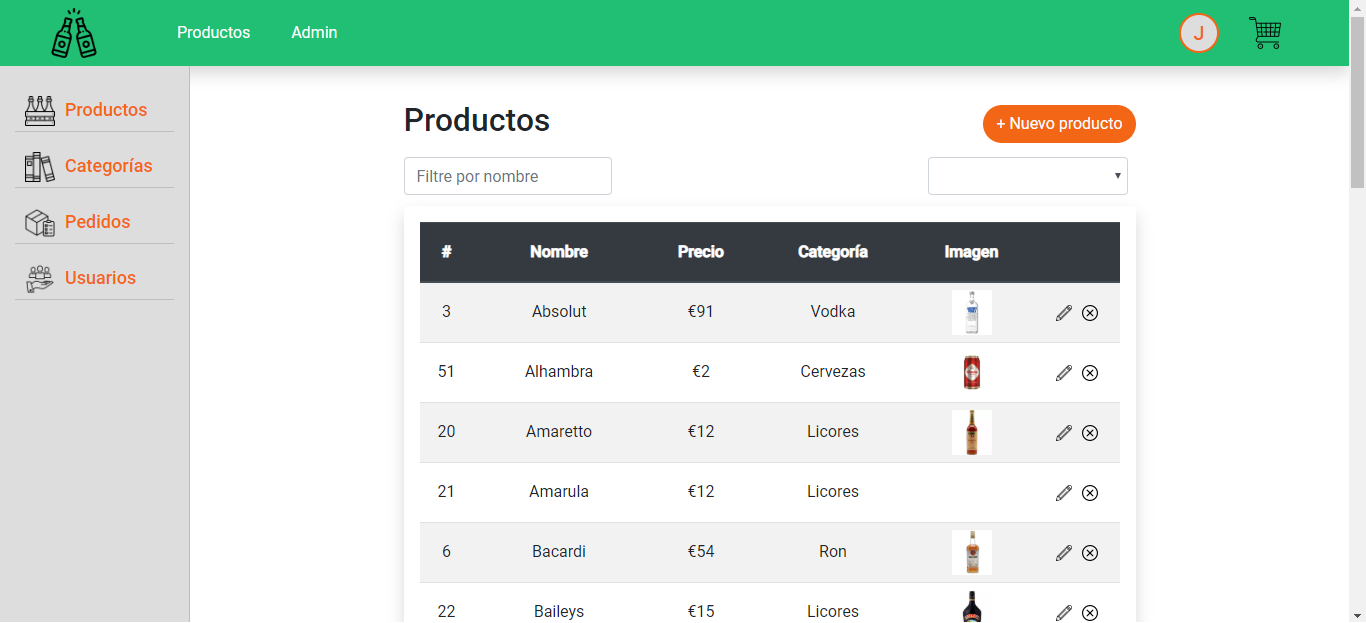 Productos Admin J
Productos
Categorías
Pedidos
Usuarios
Productos + Nuevo producto
Filtre por nombre
# Nombre Precio Categoría Imagen
3 Absolut €91 Vodka
51 Alhambra €2 Cervezas
20 Amaretto €12 Licores
21 Amarula €12 Licores
6 Bacardi €54 Ron
22 Baileys €15 Licores